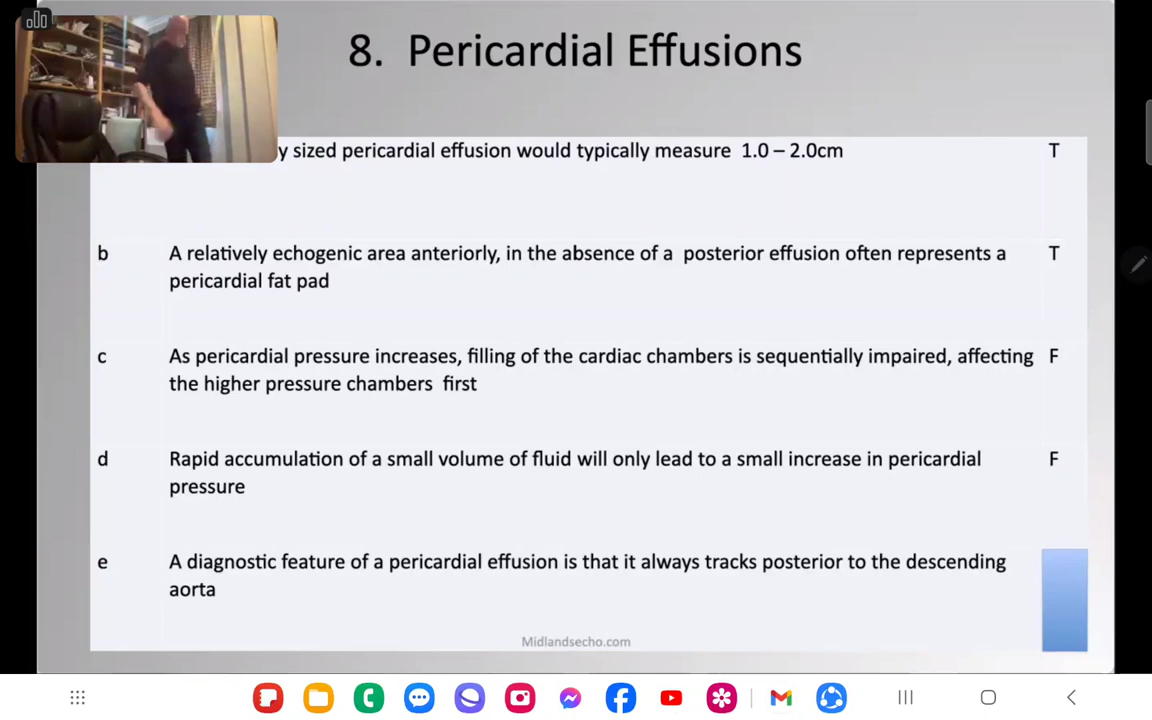 8. Pericardial Effusions
y sized pericardial effusion would typically measure 1.0 – 2.0cm T
b A relatively echogenic area anteriorly, in the absence of a posterior effusion often represents a T
pericardial fat pad
c As pericardial pressure increases, filling of the cardiac chambers is sequentially impaired, affecting F
the higher pressure chambers first
d Rapid accumulation of a small volume of fluid will only lead to a small increase in pericardial F
pressure
e A diagnostic feature of a pericardial effusion is that it always tracks posterior to the descending
aorta
Midlandsecho.com